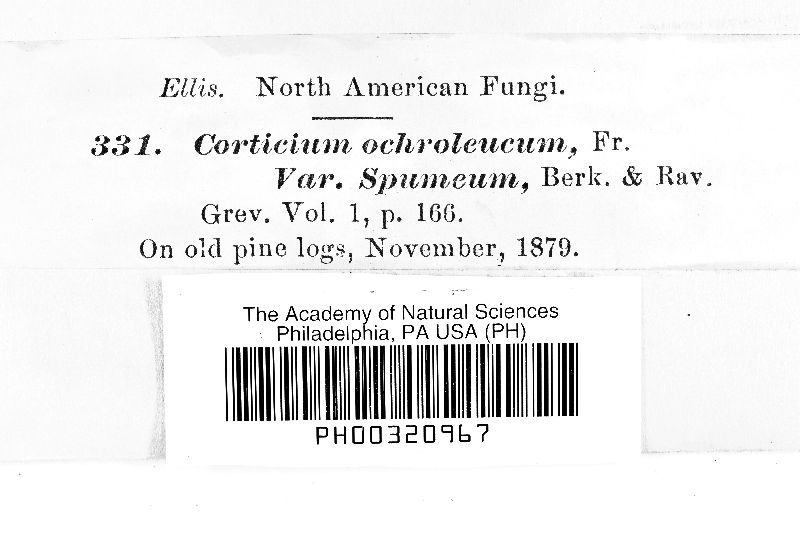 Ellis. North American Fungi.
331. Corticium ochroleucum, Fr.
Var. Spumeum, Berk. & Rav.
Grev. Vol. 1, p. 166.
On old pine logs, November, 1879.
The Academy of Natural Sciences
Philadelphia, PA USA (PH)
PH00320967